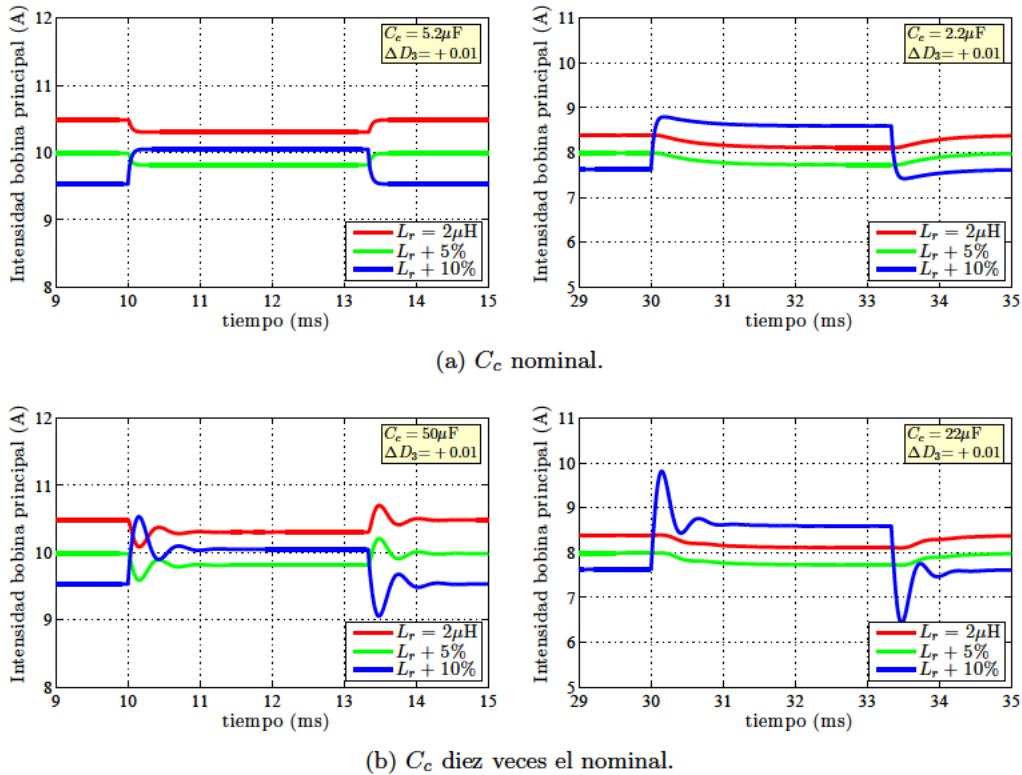 Intensidad bobina principal (A)
12
11
10
9
8
C_c = 5.2μF
ΔD_3=+0.01
L_r = 2μH
L_r + 5%
L_r + 10%
9 10 11 12 13 14 15
tiempo (ms)
Intensidad bobina principal (A)
11
10
9
8
7
6
5
C_c = 2.2μF
ΔD_3=+0.01
L_r = 2μH
L_r + 5%
L_r + 10%
29 30 31 32 33 34 35
tiempo (ms)
(a) C_c nominal.
Intensidad bobina principal (A)
12
11
10
9
8
C_c = 50μF
ΔD_3=+0.01
L_r = 2μH
L_r + 5%
L_r + 10%
9 10 11 12 13 14 15
tiempo (ms)
Intensidad bobina principal (A)
11
10
9
8
7
6
5
C_c = 22μF
ΔD_3=+0.01
L_r = 2μH
L_r + 5%
L_r + 10%
29 30 31 32 33 34 35
tiempo (ms)
(b) C_c diez veces el nominal.